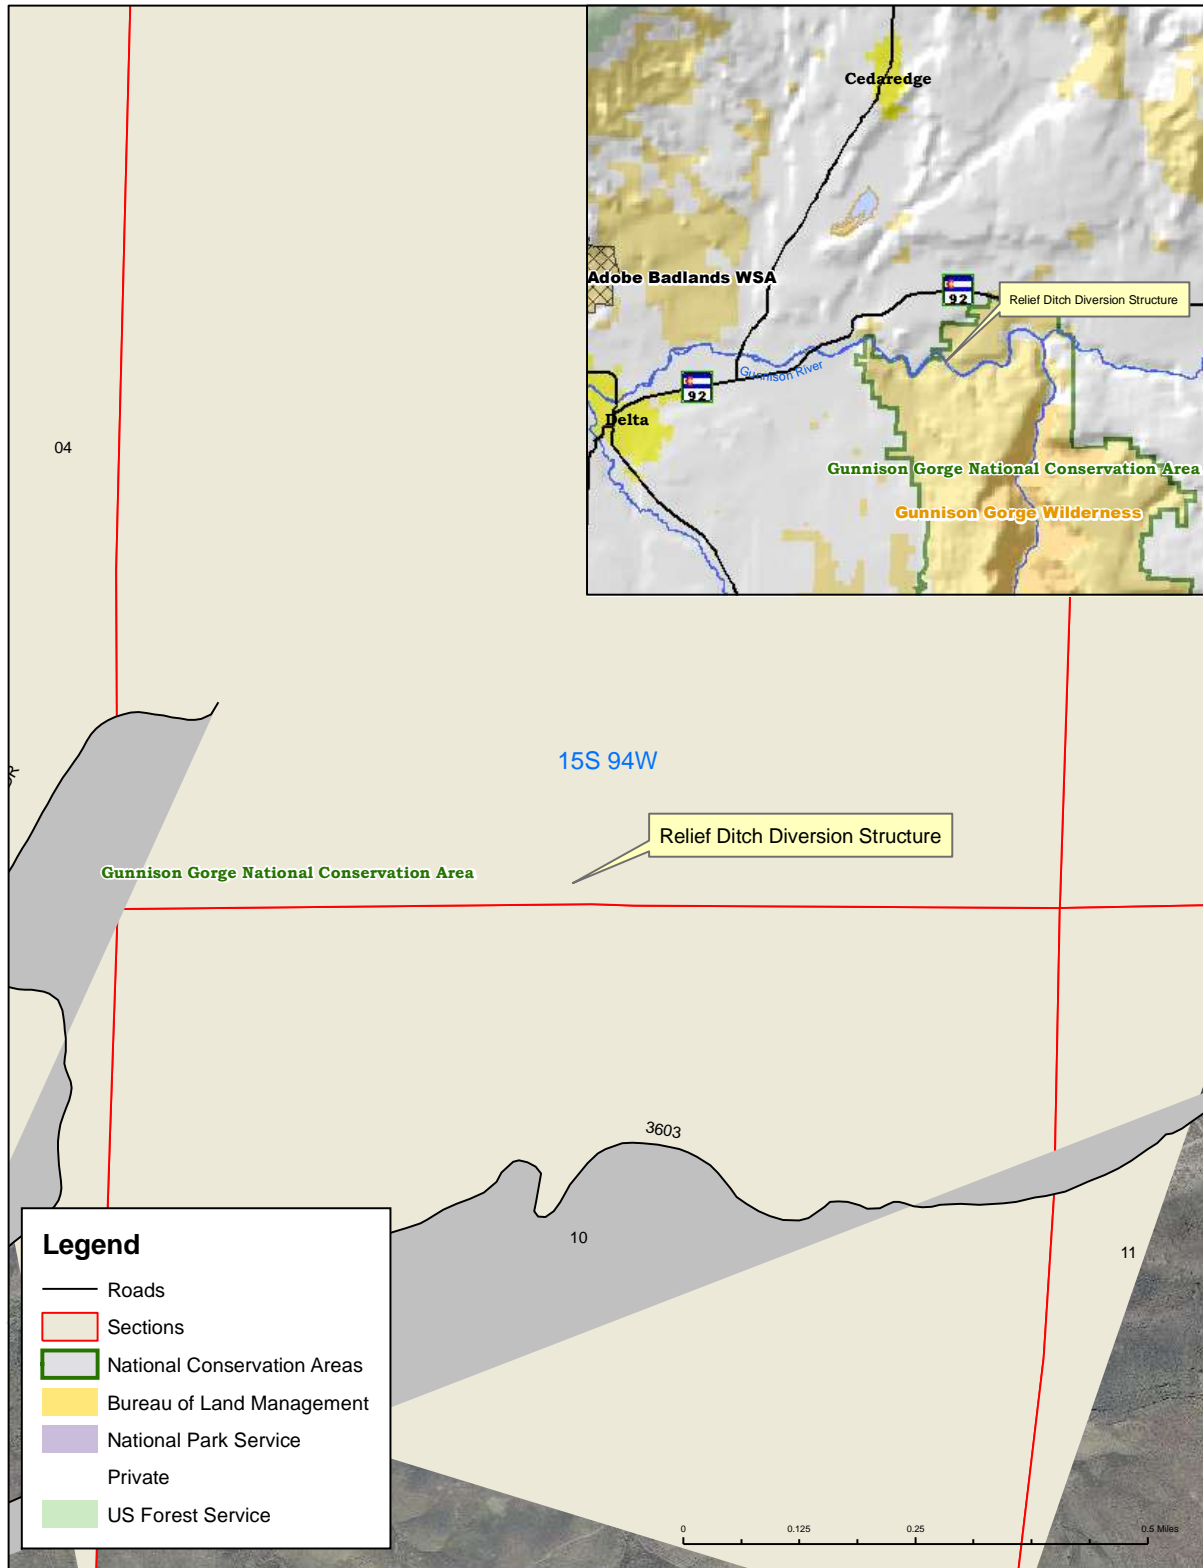 Cedaredge
Adobe Badlands WSA
92
Relief Ditch Diversion Structure
Gunnison River
92
Delta
Gunnison Gorge National Conservation Area
Gunnison Gorge Wilderness
04
15S 94W
Relief Ditch Diversion Structure
Gunnison Gorge National Conservation Area
3603
10
11
Legend
Roads
Sections
National Conservation Areas
Bureau of Land Management
National Park Service
Private
US Forest Service
0 0.125 0.25 0.5 Miles